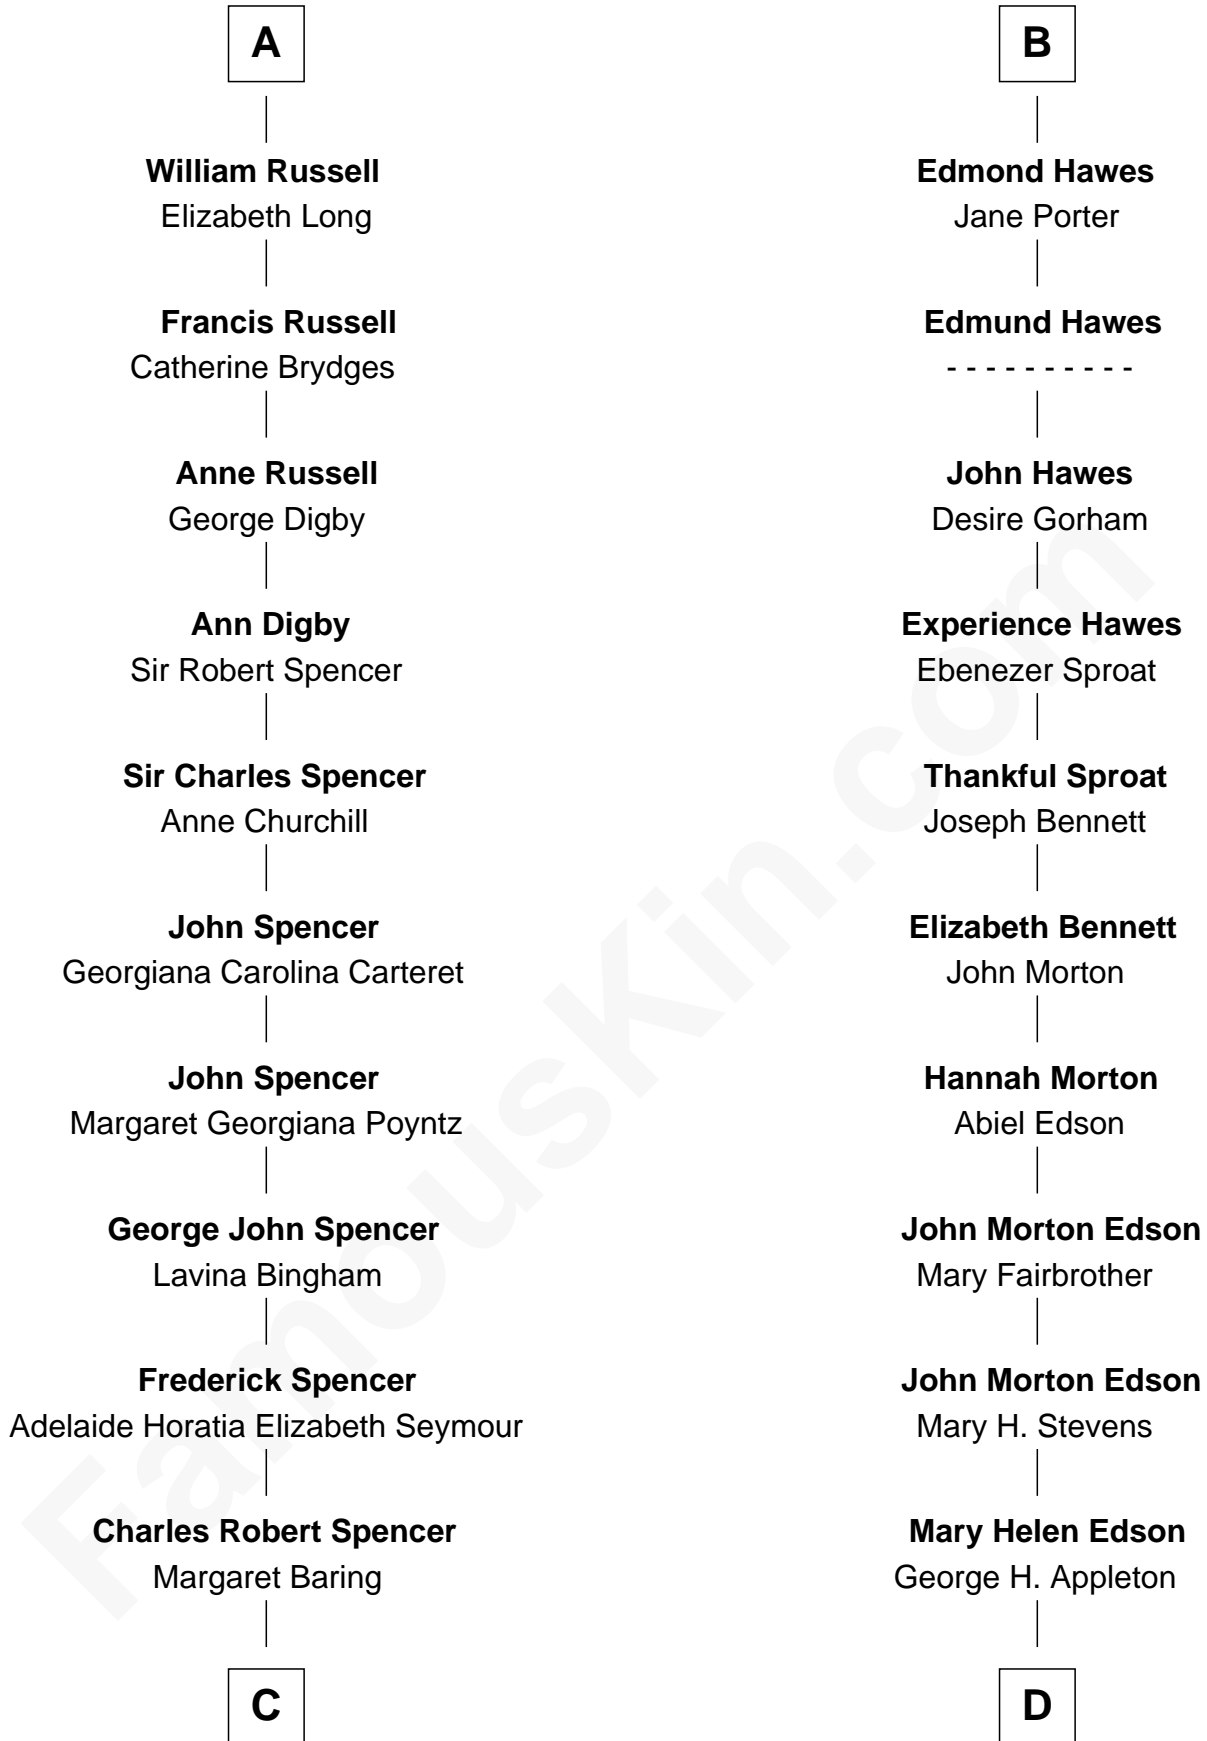 A
William Russell
Elizabeth Long
Francis Russell
Catherine Brydges
Anne Russell
George Digby
Ann Digby
Sir Robert Spencer
Sir Charles Spencer
Anne Churchill
John Spencer
Georgiana Carolina Carteret
John Spencer
Margaret Georgiana Poyntz
George John Spencer
Lavina Bingham
Frederick Spencer
Adelaide Horatia Elizabeth Seymour
Charles Robert Spencer
Margaret Baring
C
B
Edmond Hawes
Jane Porter
Edmund Hawes
- - - - - - - - - -
John Hawes
Desire Gorham
Experience Hawes
Ebenezer Sproat
Thankful Sproat
Joseph Bennett
Elizabeth Bennett
John Morton
Hannah Morton
Abiel Edson
John Morton Edson
Mary Fairbrother
John Morton Edson
Mary H. Stevens
Mary Helen Edson
George H. Appleton
D
FamousKin.com